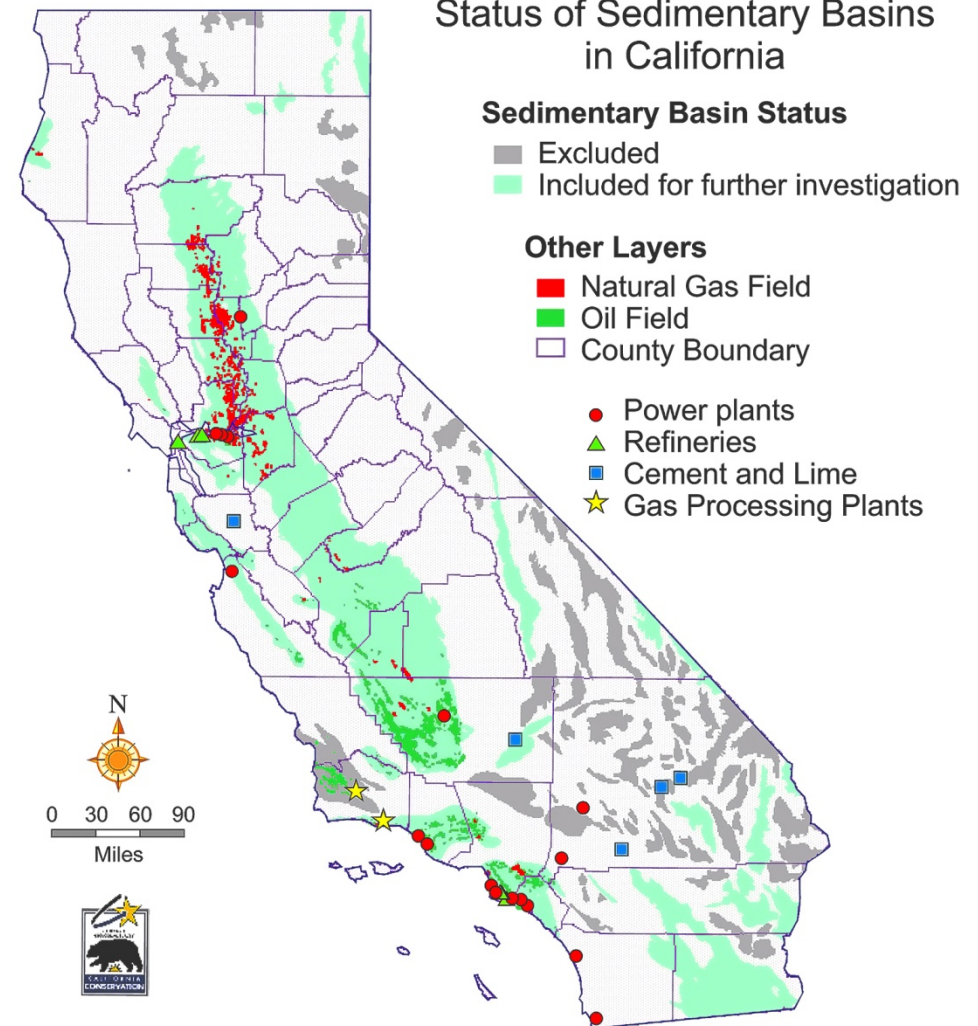 Status of Sedimentary Basins
in California
Sedimentary Basin Status
Excluded
Included for further investigation
Other Layers
Natural Gas Field
Oil Field
County Boundary
Power plants
Refineries
Cement and Lime
Gas Processing Plants
N
0 30 60 90
Miles
CALIFORNIA
CONSERVATION